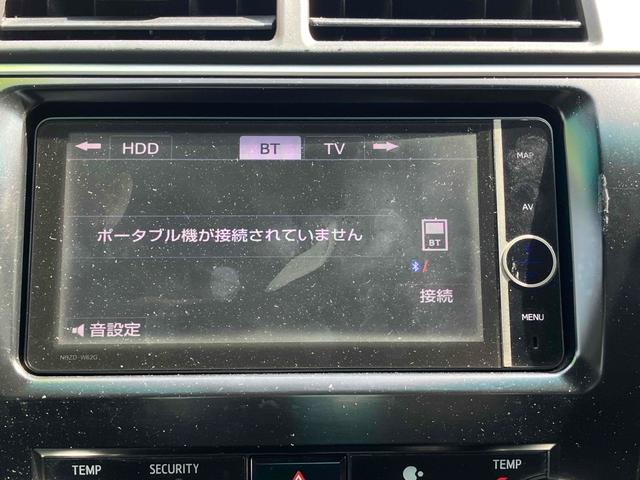 HDD BT TV
MAP
AV
ポータブル機が接続されていません
BT
接続
MENU
音設定
NHZD-W62G
TEMP SECURITY TEMP